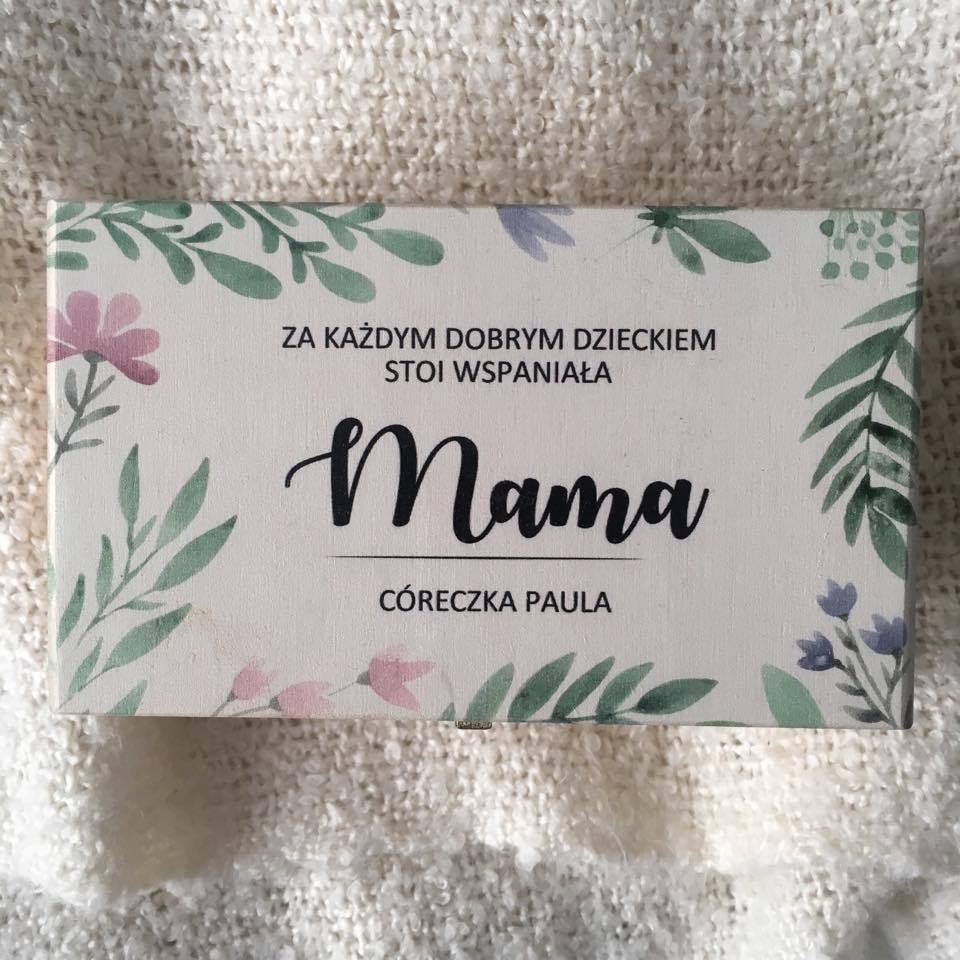 ZA KAŻDYM DOBRYM DZIECKIEM
STOI WSPANIAŁA
Mama
CÓRECZKA PAULA